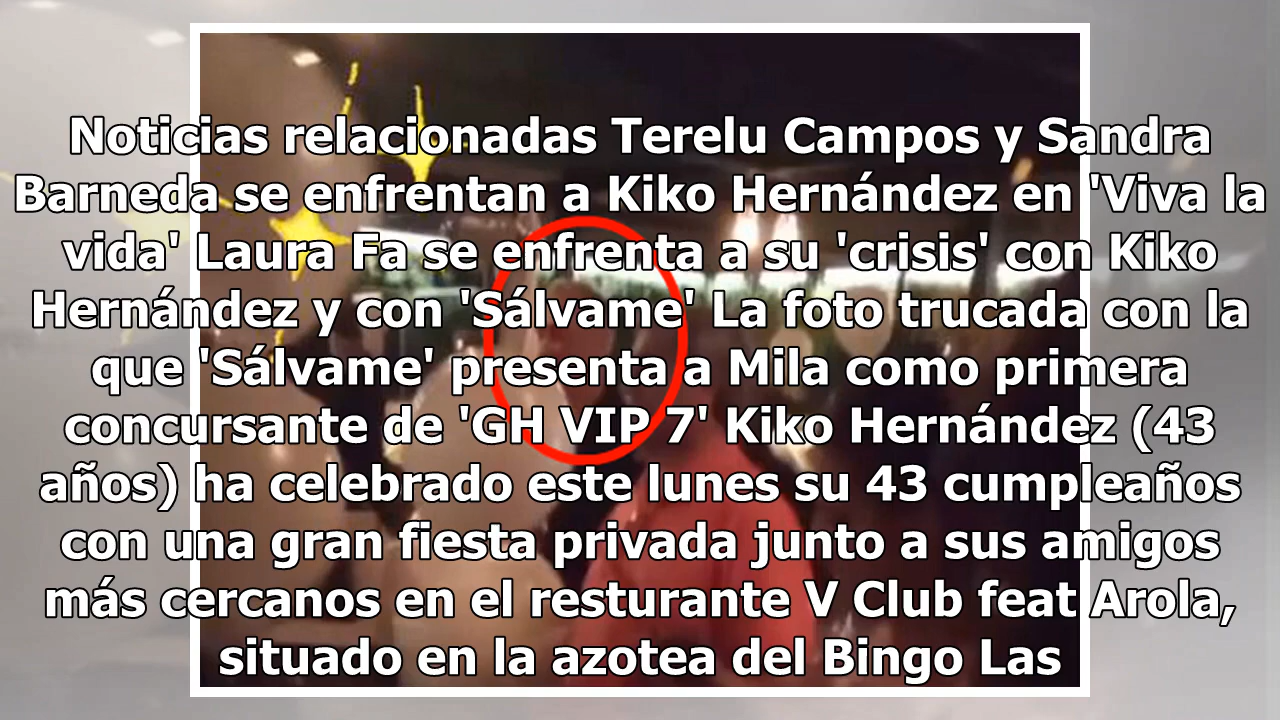 Noticias relacionadas Terelu Campos y Sandra
Barneda se enfrentan a Kiko Hernández en 'Viva la
vida' Laura Fa se enfrenta a su 'crisis' con Kiko
Hernández y con 'Sálvame' La foto trucada con la
que 'Sálvame' presenta a Mila como primera
concursante de 'GH VIP 7' Kiko Hernández (43
años) ha celebrado este lunes su 43 cumpleaños
con una gran fiesta privada junto a sus amigos
más cercanos en el resturante V Club feat Arola,
situado en la azotea del Bingo Las